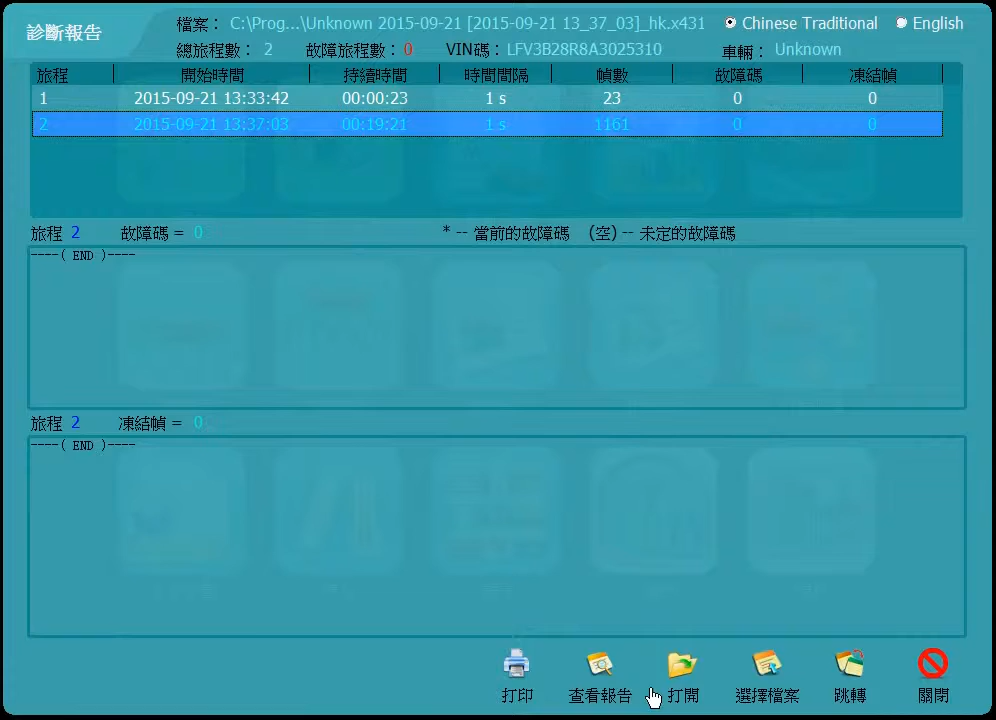 診斷報告
檔案： C:\Prog...\Unknown 2015-09-21 [2015-09-21 13_37_03]_hk.x431 Chinese Traditional English
總旅程數： 2 故障旅程數：0 VIN碼：LFV3B28R8A3025310 車輛： Unknown
旅程 開始時間 持續時間 時間間隔 幀數 故障碼 凍結幀
1 2015-09-21 13:33:42 00:00:23 1 s 23 0 0
2 2015-09-21 13:37:03 00:19:21 1 s 1161 0 0
旅程 2 故障碼 = 0 * -- 當前的故障碼 (空) -- 未定的故障碼
----( END )----
旅程 2 凍結幀 = 0
----( END )----
打印 查看報告 打開 選擇檔案 跳轉 關閉